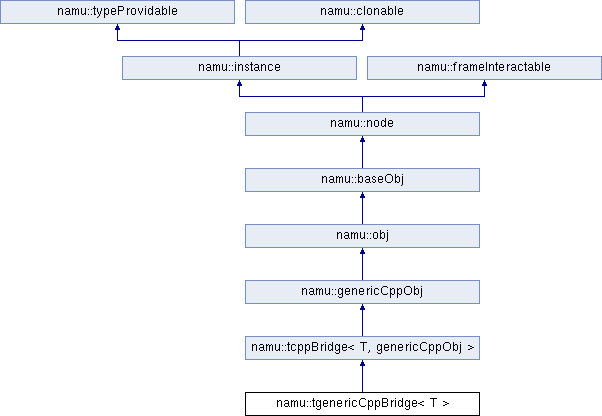 namu::typeProvidable
namu::clonable
namu::instance
namu::frameInteractable
namu::node
namu::baseObj
namu::obj
namu::genericCppObj
namu::tcppBridge< T, genericCppObj >
namu::tgenericCppBridge< T >